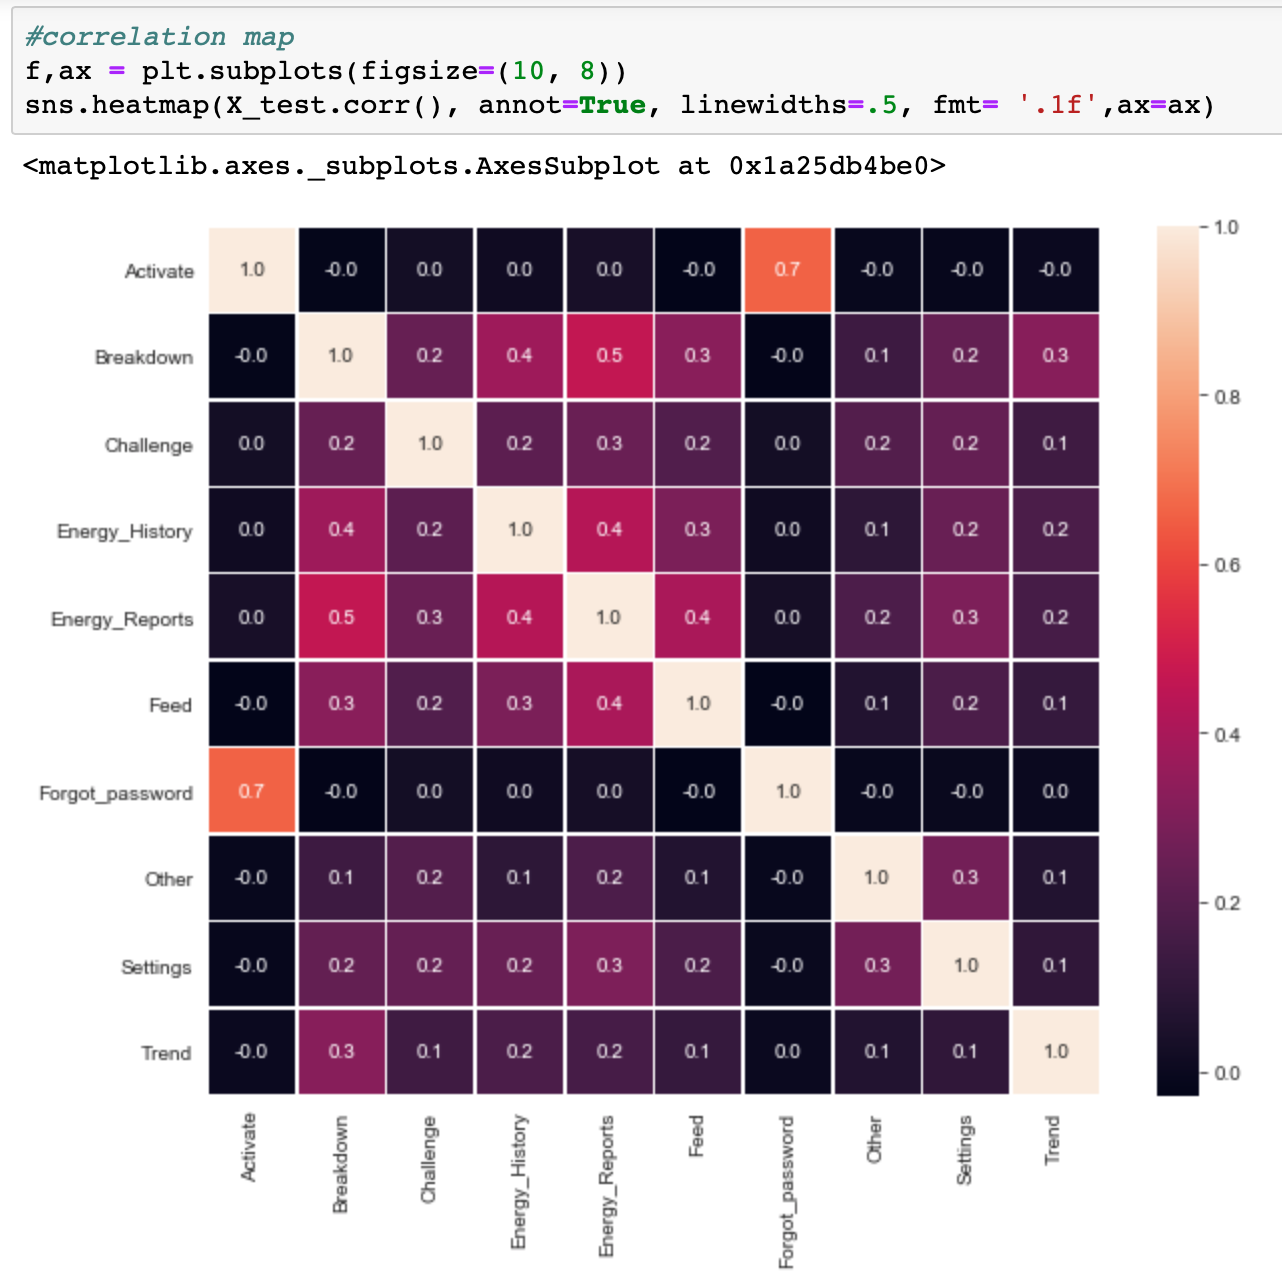 #correlation map
f,ax = plt.subplots(figsize=(10, 8))
sns.heatmap(X_test.corr(), annot=True, linewidths=.5, fmt= '.1f',ax=ax)
<matplotlib.axes._subplots.AxesSubplot at 0x1a25db4be0>
Activate 1.0 -0.0 0.0 0.0 0.0 -0.0 0.7 -0.0 -0.0 -0.0
Breakdown -0.0 1.0 0.2 0.4 0.5 0.3 -0.0 0.1 0.2 0.3
Challenge 0.0 0.2 1.0 0.2 0.3 0.2 0.0 0.2 0.2 0.1
Energy_History 0.0 0.4 0.2 1.0 0.4 0.3 0.0 0.1 0.2 0.2
Energy_Reports 0.0 0.5 0.3 0.4 1.0 0.4 0.0 0.2 0.3 0.2
Feed -0.0 0.3 0.2 0.3 0.4 1.0 -0.0 0.1 0.2 0.1
Forgot_password 0.7 -0.0 0.0 0.0 0.0 -0.0 1.0 -0.0 -0.0 0.0
Other -0.0 0.1 0.2 0.1 0.2 0.1 -0.0 1.0 0.3 0.1
Settings -0.0 0.2 0.2 0.2 0.3 0.2 -0.0 0.3 1.0 0.1
Trend -0.0 0.3 0.1 0.2 0.2 0.1 0.0 0.1 0.1 1.0
Activate
Breakdown
Challenge
Energy_History
Energy_Reports
Feed
Forgot_password
Other
Settings
Trend
1.0
0.8
0.6
0.4
0.2
0.0